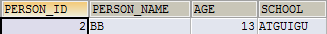 PERSON_ID PERSON_NAME AGE SCHOOL
2 BB 13 ATGUIGU